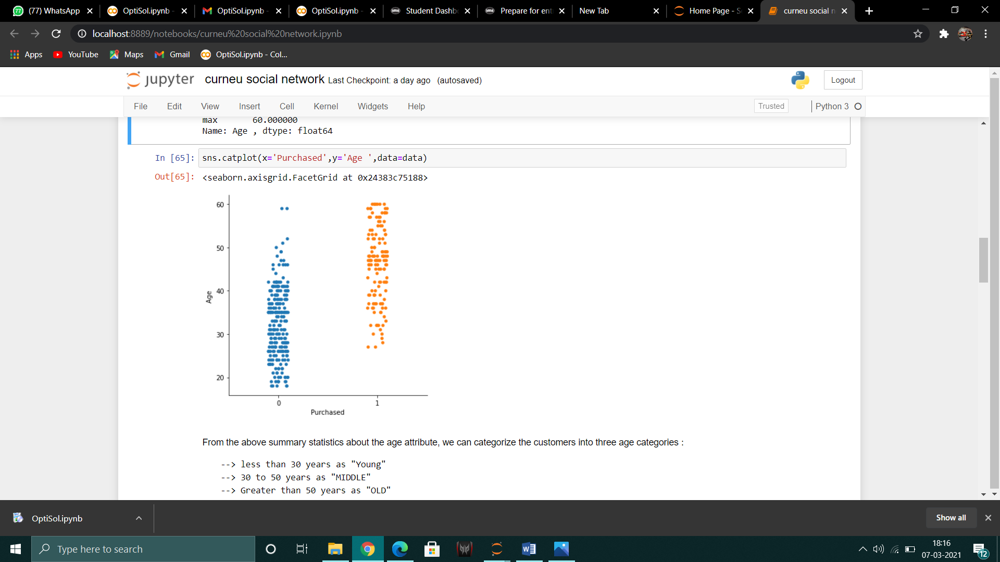 (77) WhatsApp
OptiSol.ipynb -
OptiSol.ipynb -
OptiSol.ipynb -
Student Dashb
Prepare for ent
New Tab
Home Page - S
curneu social n
localhost:8889/notebooks/curneu%20social%20network.ipynb
Apps YouTube Maps Gmail OptiSol.ipynb - Col...
jupyter curneu social network Last Checkpoint: a day ago (autosaved) Logout
File Edit View Insert Cell Kernel Widgets Help Trusted Python 3
max 60.000000
Name: Age , dtype: float64
In [65]: sns.catplot(x='Purchased',y='Age ',data=data)
Out[65]: <seaborn.axisgrid.FacetGrid at 0x24383c75188>
60
50
40
30
20
Age
0 1
Purchased
From the above summary statistics about the age attribute, we can categorize the customers into three age categories :
--> less than 30 years as "Young"
--> 30 to 50 years as "MIDDLE"
--> Greater than 50 years as "OLD"
OptiSol.ipynb
Show all
Type here to search
18:16
07-03-2021
12